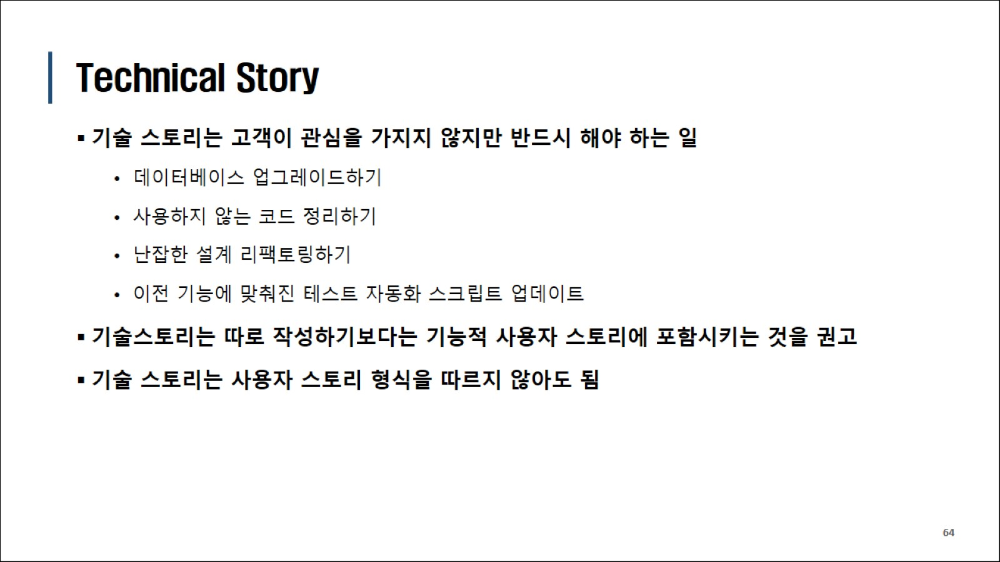 Technical Story
▪ 기술 스토리는 고객이 관심을 가지지 않지만 반드시 해야 하는 일
• 데이터베이스 업그레이드하기
• 사용하지 않는 코드 정리하기
• 난잡한 설계 리팩토링하기
• 이전 기능에 맞춰진 테스트 자동화 스크립트 업데이트
▪ 기술스토리는 따로 작성하기보다는 기능적 사용자 스토리에 포함시키는 것을 권고
▪ 기술 스토리는 사용자 스토리 형식을 따르지 않아도 됨
64